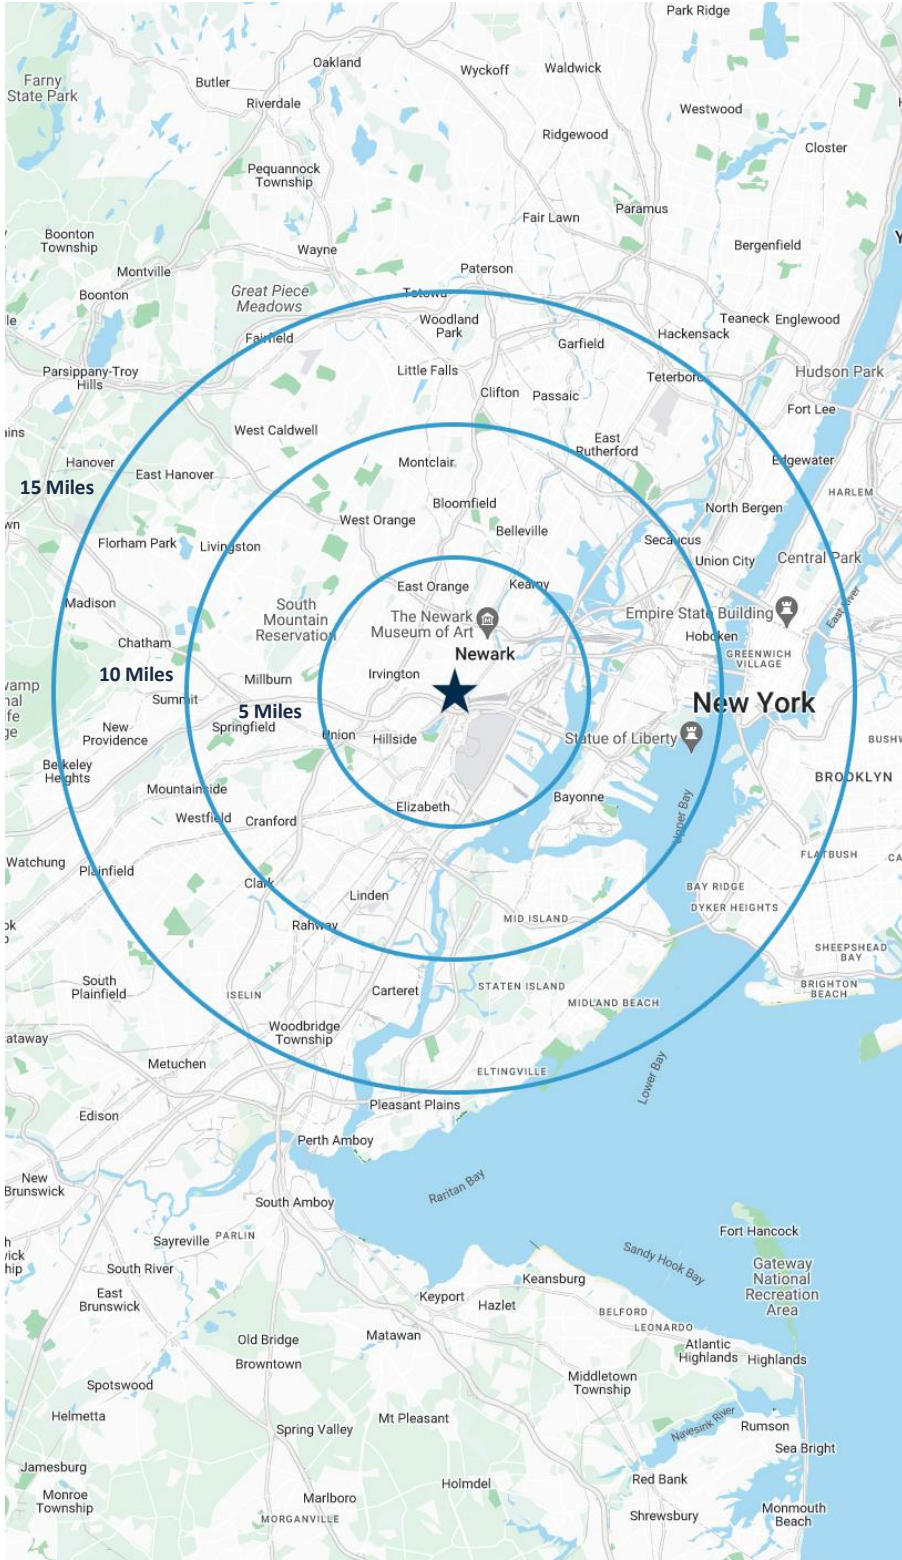 Park Ridge
Farny
State Park
Oakland
Butler
Riverdale
Wyckoff
Waldwick
Westwood
Ridgewood
Closter
Pequannock
Township
Paramus
Fair Lawn
Boonton
Township
Bergenfield
Wayne
Montville
Paterson
Boonton
Great Piece
Meadows
Totowa
Woodland
Park
Teaneck
Englewood
Hackensack
Fairfield
Garfield
Parsippany-Troy
Hills
Little Falls
Teterboro
Hudson Park
Clifton
Passaic
Fort Lee
West Caldwell
East
Rutherford
Hanover
East Hanover
Montclair
Edgewater
15 Miles
HARLEM
Bloomfield
North Bergen
West Orange
Belleville
Florham Park
Livingston
Secaucus
Union City
Central Park
East Orange
Kearny
Madison
South
Mountain
Reservation
The Newark
Museum of Art
Empire State Building
East River
Chatham
Hoboken
Newark
GREENWICH
VILLAGE
10 Miles
Irvington
Millburn
Summit
5 Miles
New York
New
Providence
Springfield
Union
Hillside
Statue of Liberty
Berkeley
Heights
BROOKLYN
Mountainside
Bayonne
Elizabeth
Upper Bay
Westfield
Cranford
Watchung
Plainfield
FLATBUSH
Clark
BAY RIDGE
Linden
DYKER HEIGHTS
Rahway
MID ISLAND
SHEEPSHEAD
BAY
South
Plainfield
ISELIN
Carteret
STATEN ISLAND
BRIGHTON
BEACH
MIDLAND BEACH
Woodbridge
Township
Metuchen
ELTINGVILLE
Lower Bay
Edison
Pleasant Plains
Perth Amboy
New
Brunswick
Raritan Bay
South Amboy
Sayreville
PARLIN
Fort Hancock
South River
Sandy Hook Bay
Gateway
National
Recreation
Area
East
Brunswick
Keansburg
Keyport
Hazlet
BELFORD
LEONARDO
Old Bridge
Matawan
Atlantic
Highlands
Highlands
Browntown
Spotswood
Middletown
Township
Helmetta
Mt Pleasant
Spring Valley
Navesink River
Rumson
Sea Bright
Jamesburg
Holmdel
Red Bank
Monroe
Township
Marlboro
Shrewsbury
Monmouth
Beach
MORGANVILLE